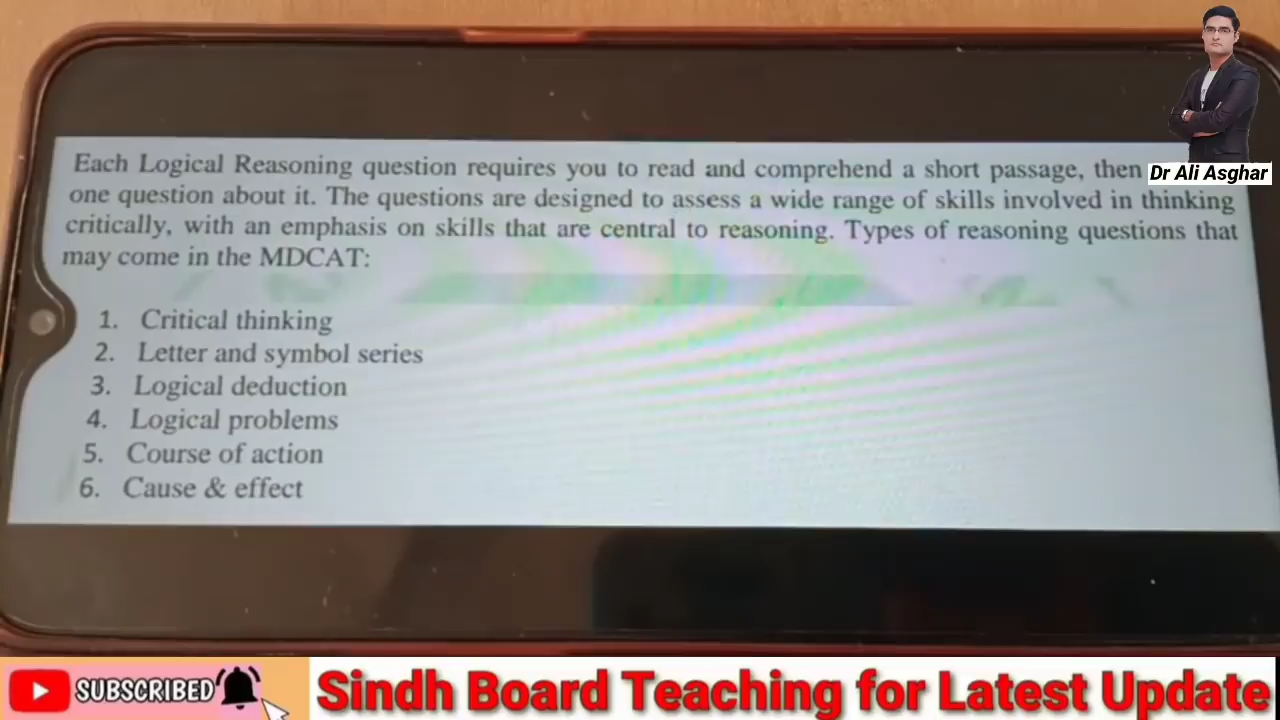 Each Logical Reasoning question requires you to read and comprehend a short passage, then
one question about it. The questions are designed to assess a wide range of skills involved in thinking
critically, with an emphasis on skills that are central to reasoning. Types of reasoning questions that
may come in the MDCAT:
1. Critical thinking
2. Letter and symbol series
3. Logical deduction
4. Logical problems
5. Course of action
6. Cause & effect
Dr Ali Asghar
SUBSCRIBED
Sindh Board Teaching for Latest Update